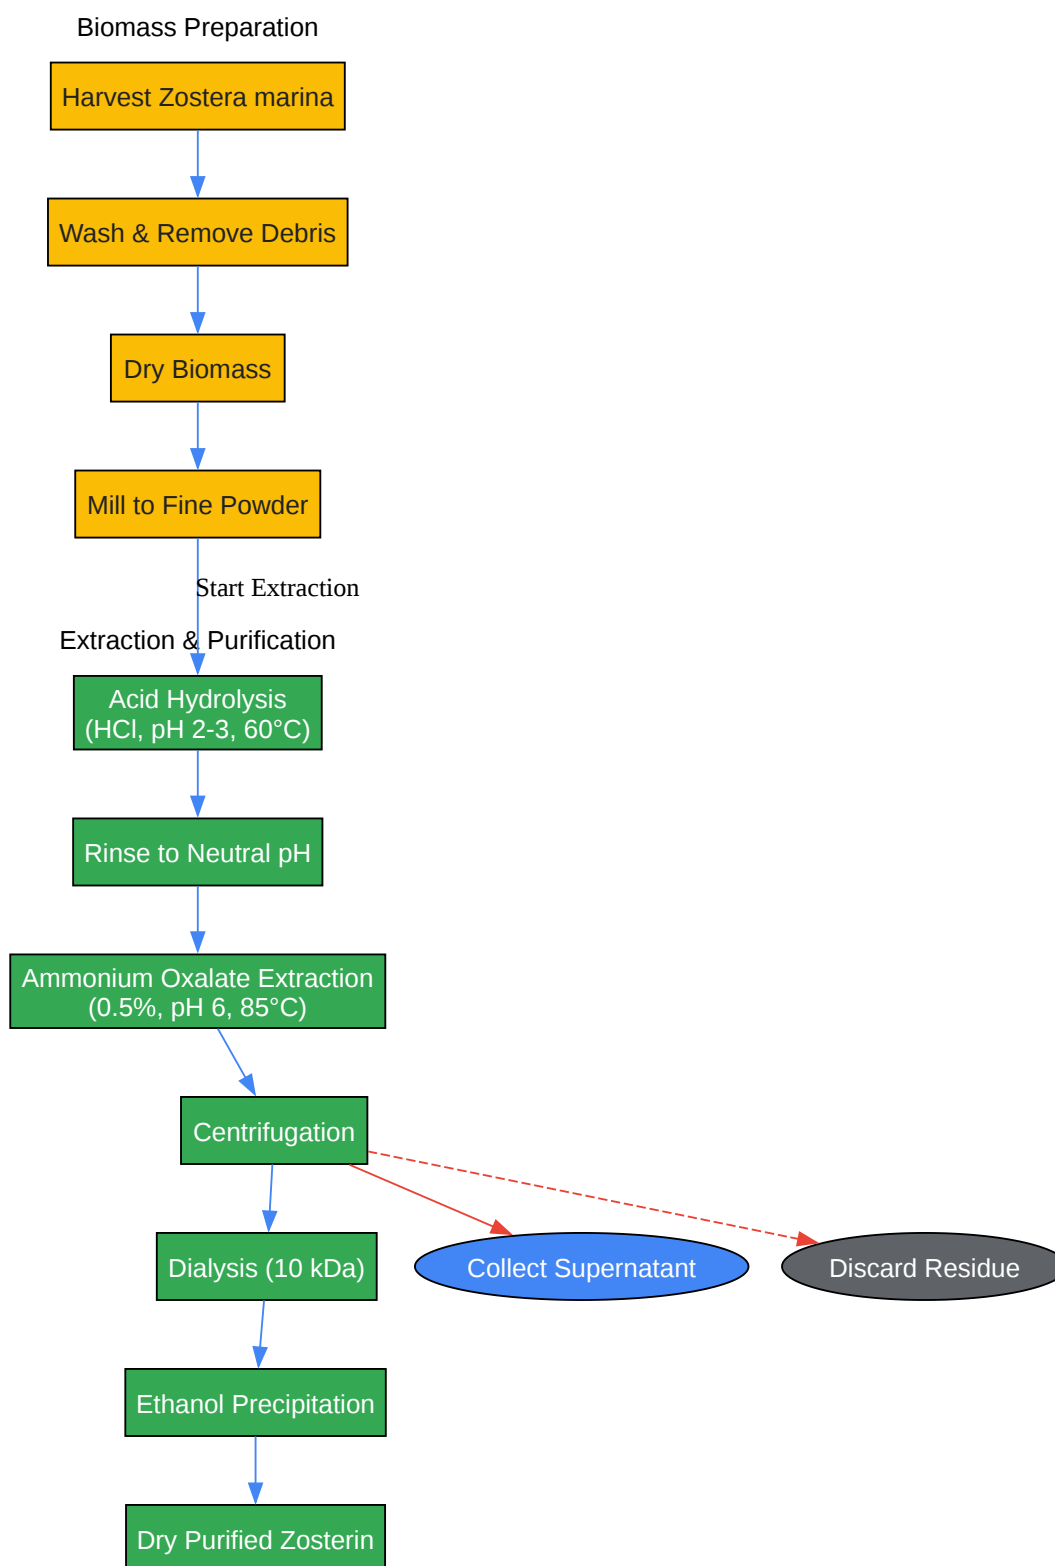 Biomass Preparation
Harvest Zostera marina
Wash & Remove Debris
Dry Biomass
Mill to Fine Powder
Start Extraction
Extraction & Purification
Acid Hydrolysis
(HCl, pH 2-3, 60°C)
Rinse to Neutral pH
Ammonium Oxalate Extraction
(0.5%, pH 6, 85°C)
Centrifugation
Dialysis (10 kDa)
Collect Supernatant
Discard Residue
Ethanol Precipitation
Dry Purified Zosterin